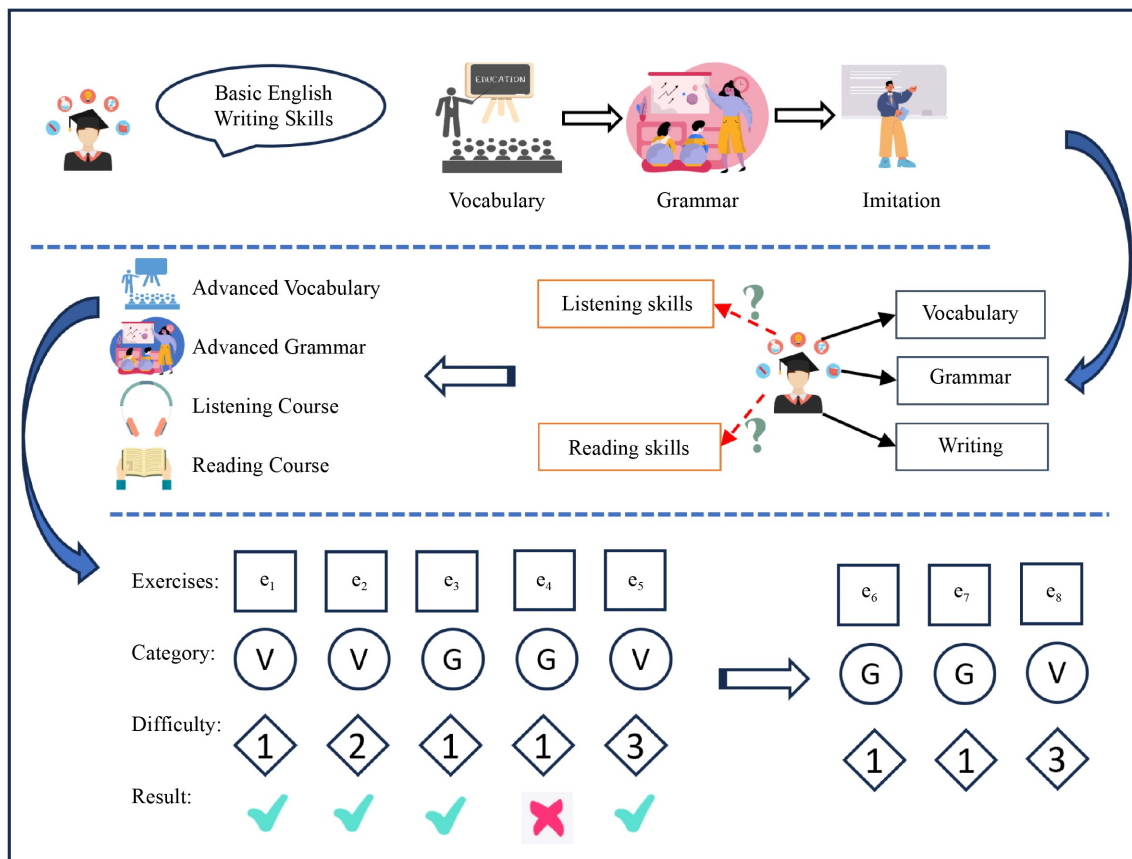 Basic English
Writing Skills
EDUCATION
Vocabulary
Grammar
Imitation
Advanced Vocabulary
Advanced Grammar
Listening Course
Reading Course
Listening skills
?
Reading skills
?
Vocabulary
Grammar
Writing
Exercises: e₁ e₂ e₃ e₄ e₅ e₆ e₇ e₈
Category: V V G G V G G V
Difficulty: 1 2 1 1 3 1 1 3
Result: